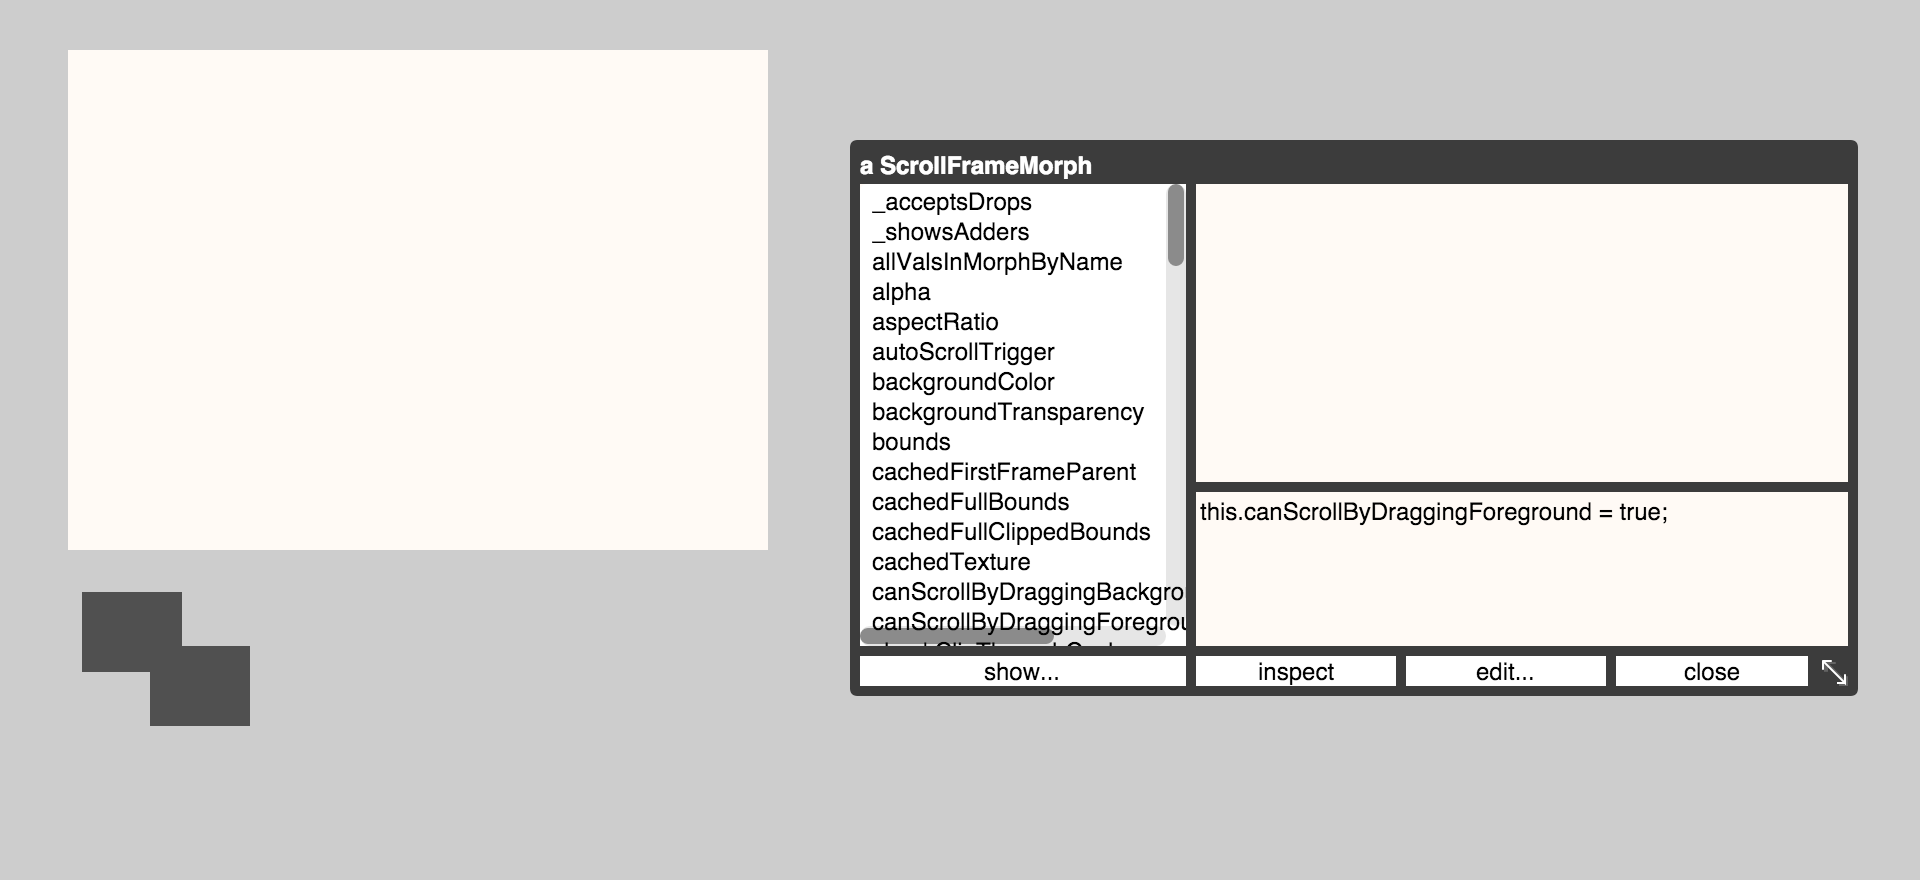 a ScrollFrameMorph
_acceptsDrops
_showsAdders
allValsInMorphByName
alpha
aspectRatio
autoScrollTrigger
backgroundColor
backgroundTransparency
bounds
cachedFirstFrameParent
cachedFullBounds
cachedFullClippedBounds
cachedTexture
canScrollByDraggingBackgro
canScrollByDraggingForegrou
this.canScrollByDraggingForeground = true;
show...
inspect
edit...
close